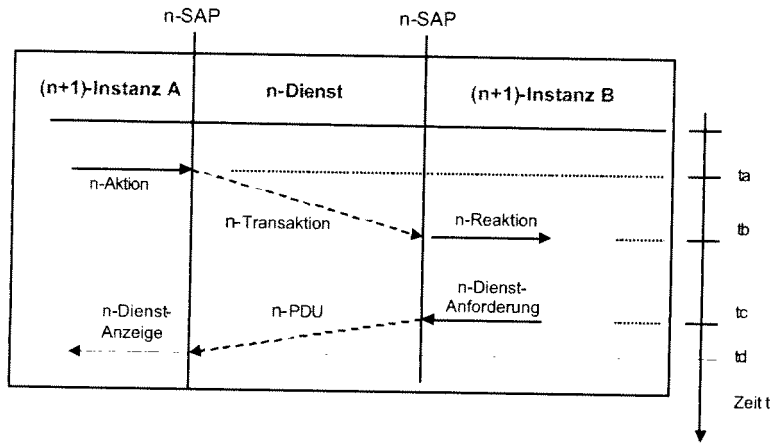 n-SAP
n-SAP
(n+1)-Instanz A
n-Dienst
(n+1)-Instanz B
n-Aktion
ta
n-Transaktion
n-Reaktion
tb
n-Dienst-
Anzeige
n-PDU
n-Dienst-
Anforderung
tc
td
Zeit t